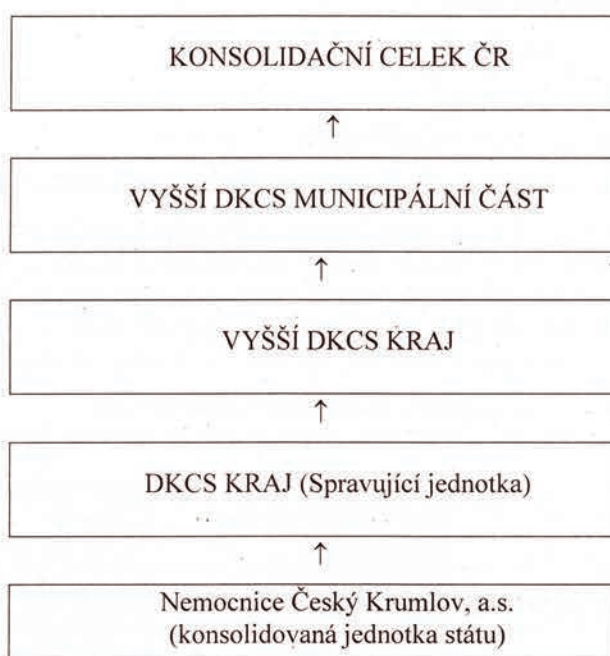 KONSOLIDAČNÍ CELEK ČR
↑
VYŠŠÍ DKCS MUNICIPÁLNÍ ČÁST
↑
VYŠŠÍ DKCS KRAJ
↑
DKCS KRAJ (Spravující jednotka)
↑
Nemocnice Český Krumlov, a.s.
(konsolidovaná jednotka státu)